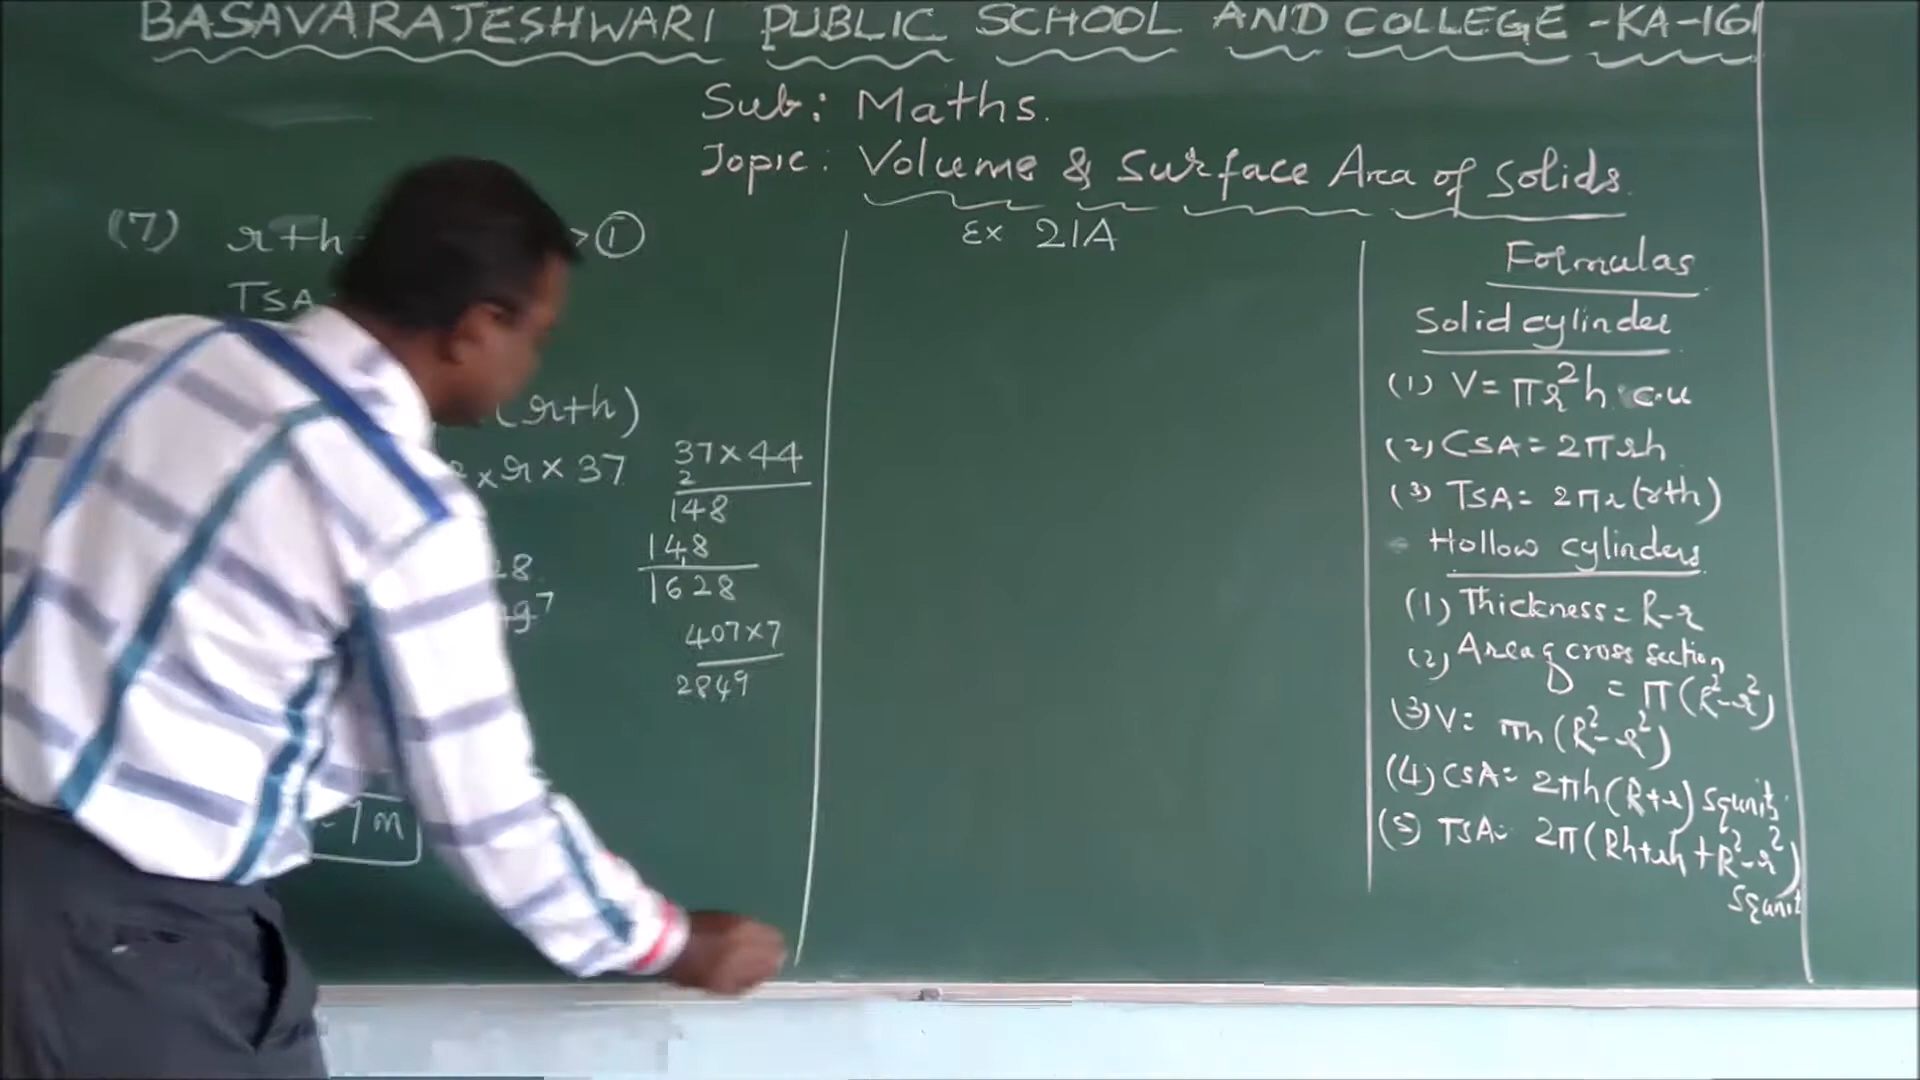 BASAVARAJESHWARI PUBLIC SCHOOL AND COLLEGE -KA-161
Sub: Maths.
Topic: Volume & Surface Area of Solids.
Ex 21A
(7) r+h > ①
TSA
(r+h)
× r × 37
28
7
7 m
37×44
2
148
148
1628
407×7
2849
Formulas
Solid cylinder
(1) V= πr²h c.u
(2) CSA = 2πrh
(3) TSA= 2πr(r+h)
Hollow cylinders
(1) Thickness = R-r
(2) Area of cross section
= π(R²-r²)
(3) V= πh(R²-r²)
(4) CSA= 2πh(R+r) Squnits
(5) TSA= 2π(Rh+rh+R²-r²)
Squnit